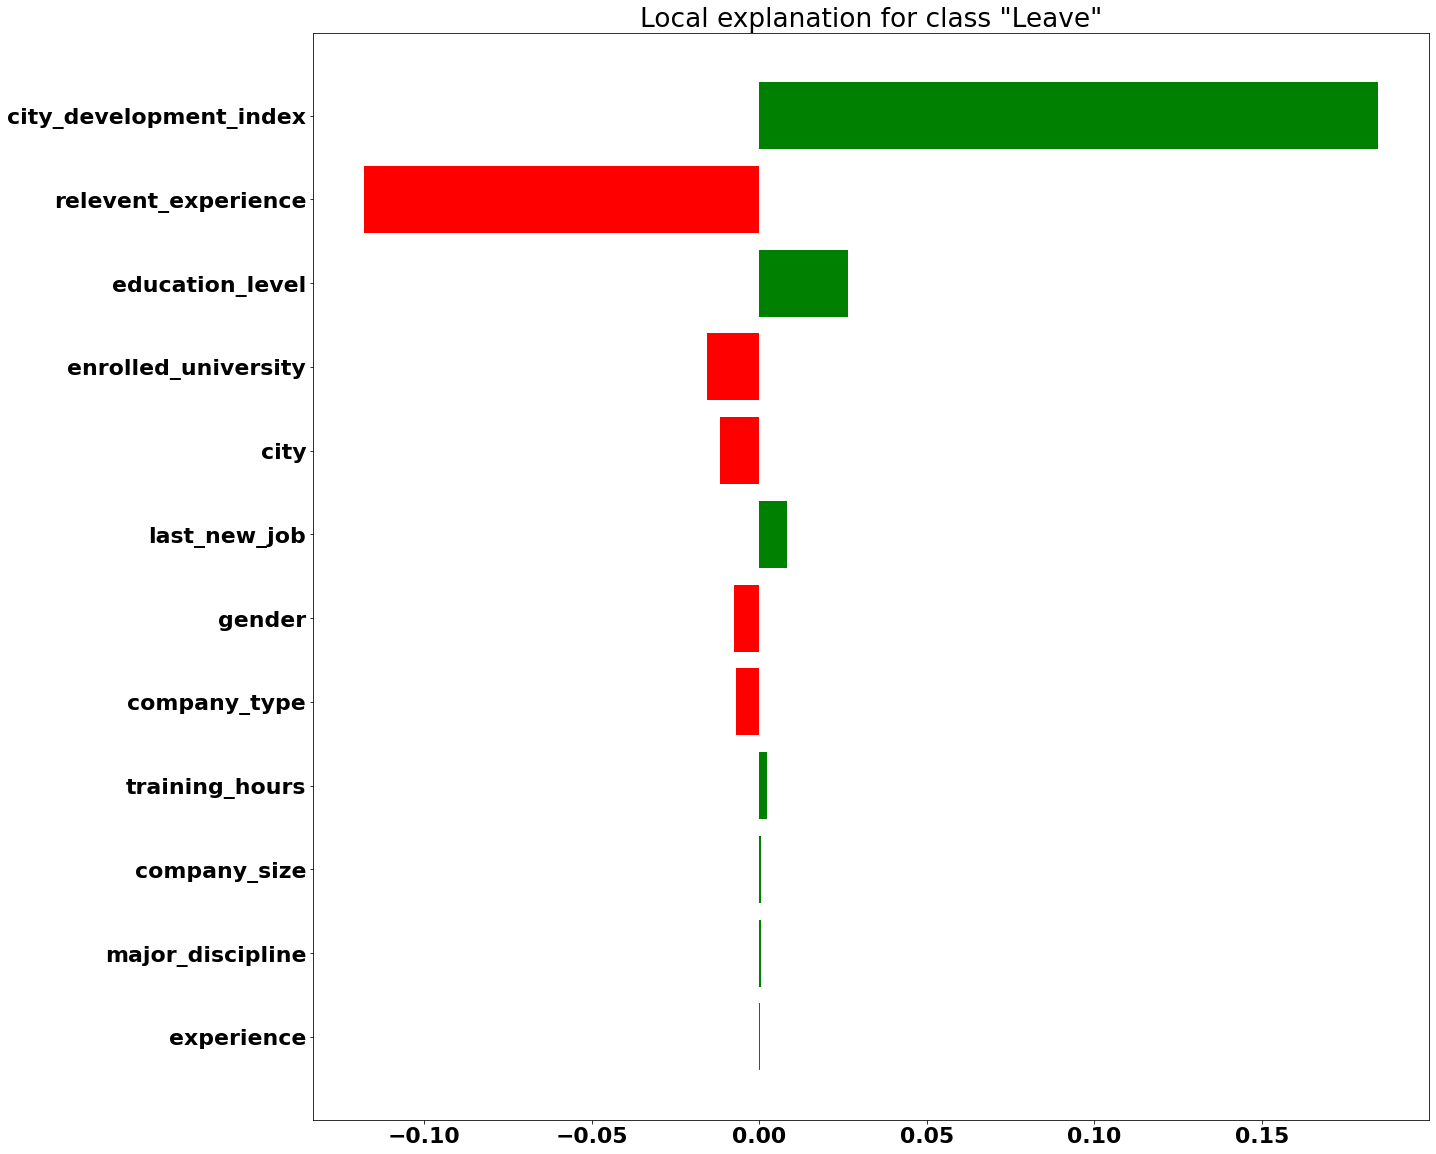 Local explanation for class "Leave"
city_development_index
relevent_experience
education_level
enrolled_university
city
last_new_job
gender
company_type
training_hours
company_size
major_discipline
experience
−0.10 −0.05 0.00 0.05 0.10 0.15